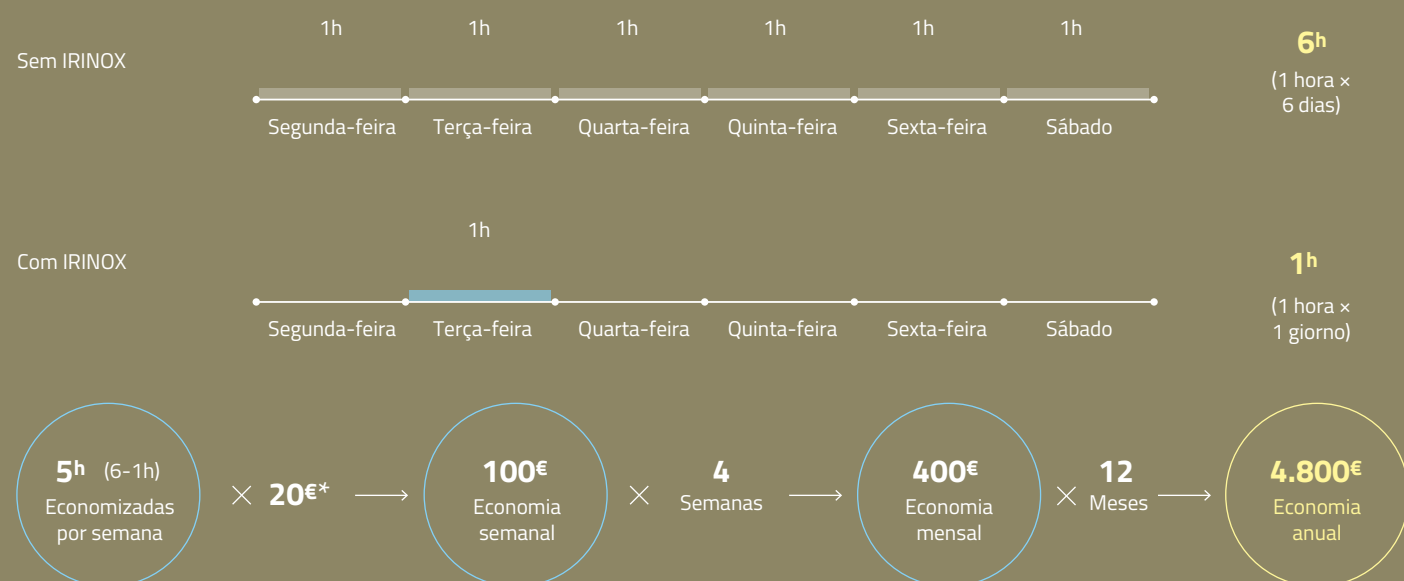 1h 1h 1h 1h 1h 1h
Sem IRINOX
6h
(1 hora ×
6 dias)
Segunda-feira Terça-feira Quarta-feira Quinta-feira Sexta-feira Sábado
1h
Com IRINOX
1h
(1 hora ×
1 giorno)
Segunda-feira Terça-feira Quarta-feira Quinta-feira Sexta-feira Sábado
5h (6-1h)
Economizadas
por semana
× 20€* →
100€
Economia
semanal
×
4
Semanas
→
400€
Economia
mensal
×
12
Meses
→
4.800€
Economia
anual